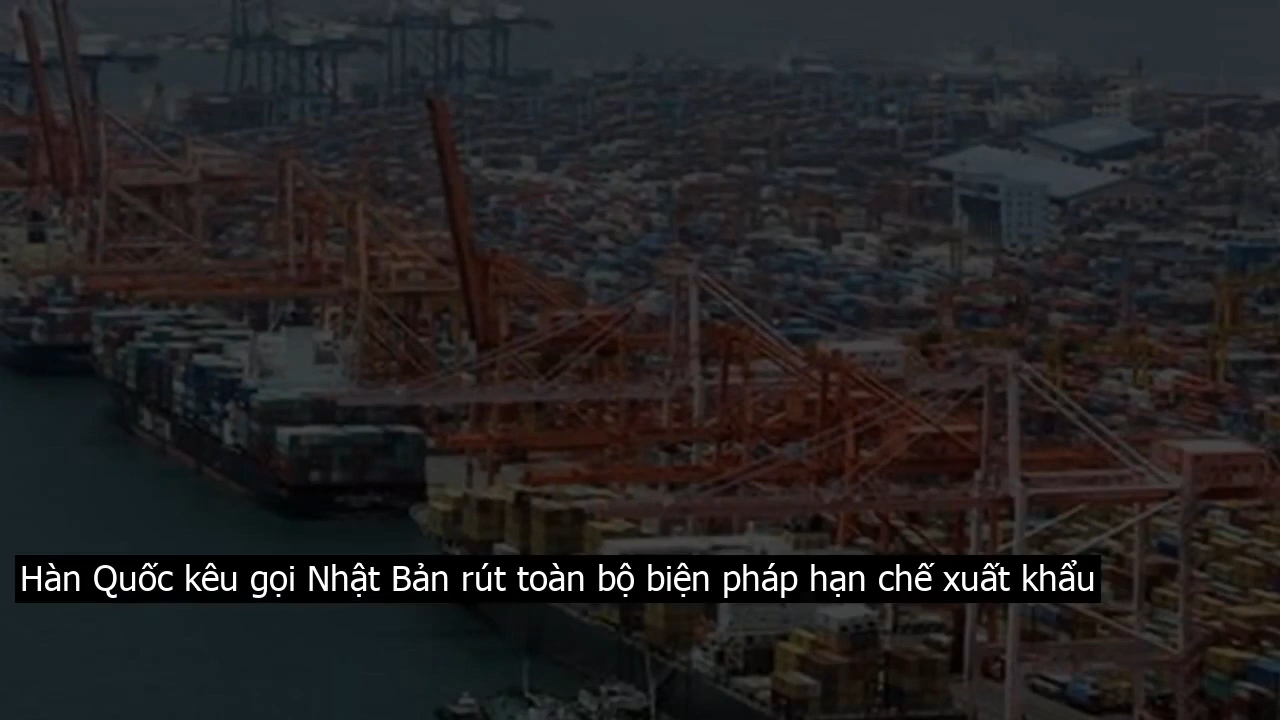 Hàn Quốc kêu gọi Nhật Bản rút toàn bộ biện pháp hạn chế xuất khẩu